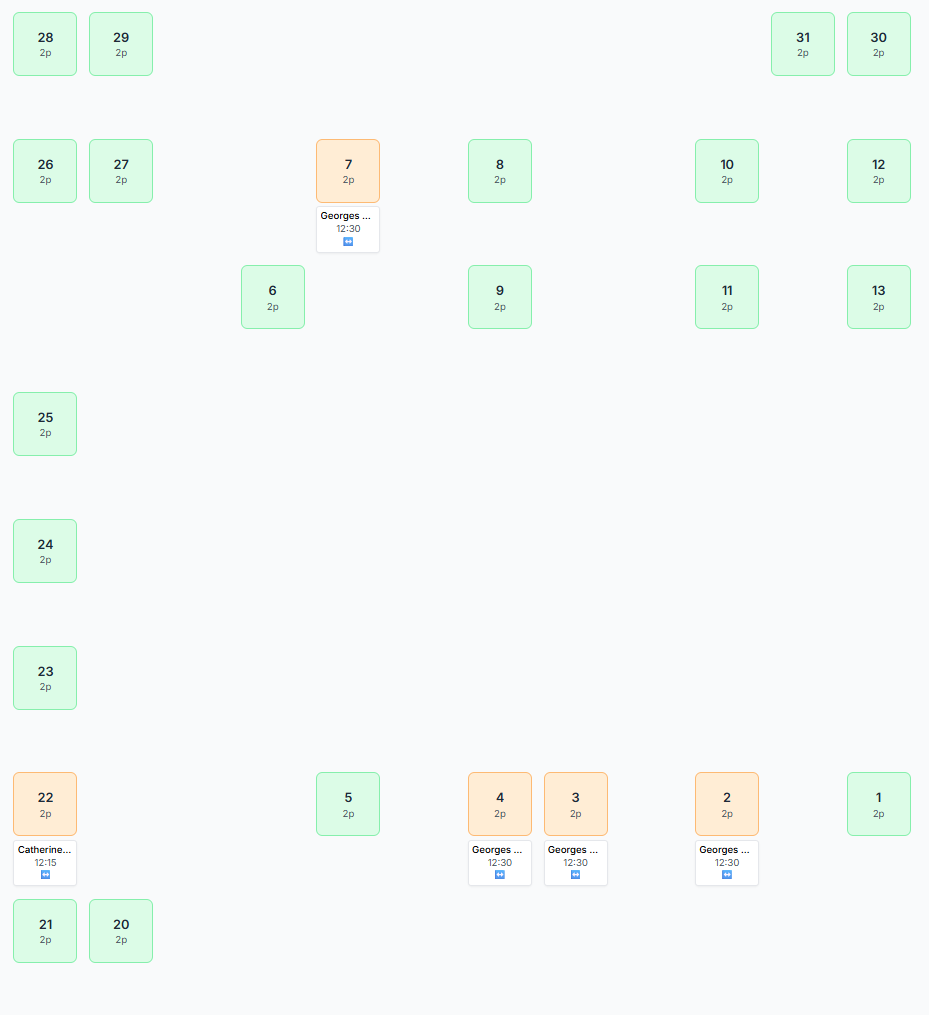 28
2p
29
2p
31
2p
30
2p
26
2p
27
2p
7
2p
Georges ...
12:30
↔
8
2p
10
2p
12
2p
6
2p
9
2p
11
2p
13
2p
25
2p
24
2p
23
2p
22
2p
Catherine...
12:15
↔
5
2p
4
2p
Georges ...
12:30
↔
3
2p
Georges ...
12:30
↔
2
2p
Georges ...
12:30
↔
1
2p
21
2p
20
2p